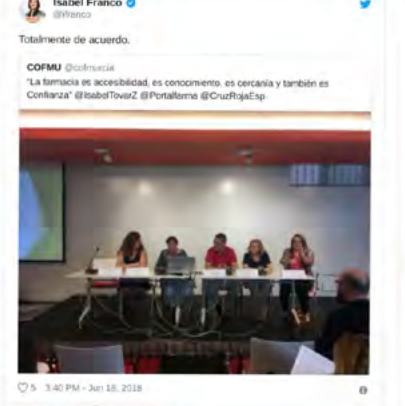 Isabel Franco
@ifranco
Totalmente de acuerdo.
COFMU @cofmurcia
"La farmacia es accesibilidad, es conocimiento, es cercanía y también es
Confianza" @IsabelTovarZ @Portalfarma @CruzRojaEsp
5 3:40 PM - Jun 18, 2018